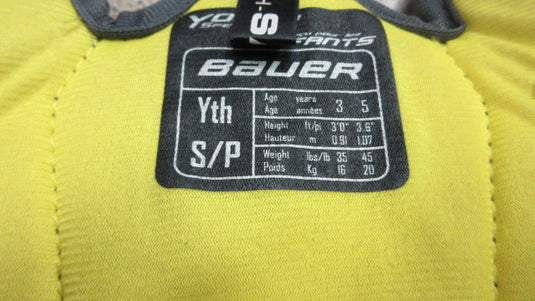 BAUER
Yth
S/P
Age years 3 5
Age années
Height ft/pi 3'0" 3.6"
Hauteur m 0.91 1.07
Weight lbs/lb 35 45
Poids Kg 16 20